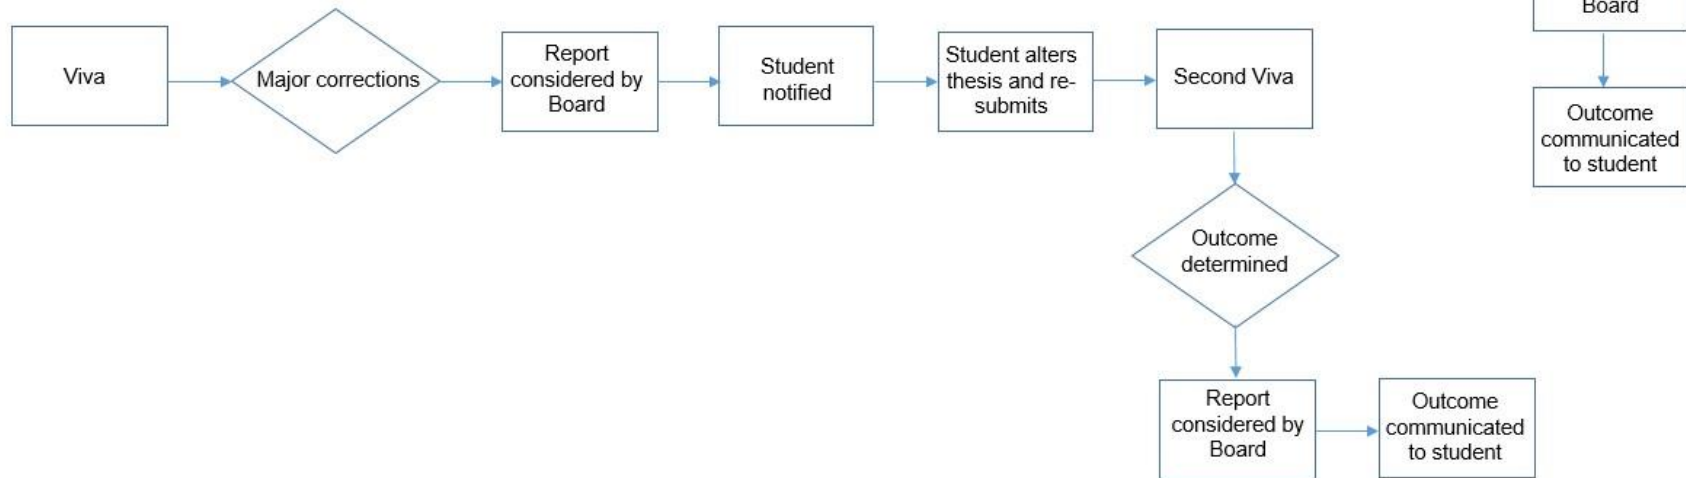 Board
Viva
Major corrections
Report
considered by
Board
Student
notified
Student alters
thesis and re-
submits
Second Viva
Outcome
communicated
to student
Outcome
determined
Report
considered by
Board
Outcome
communicated
to student